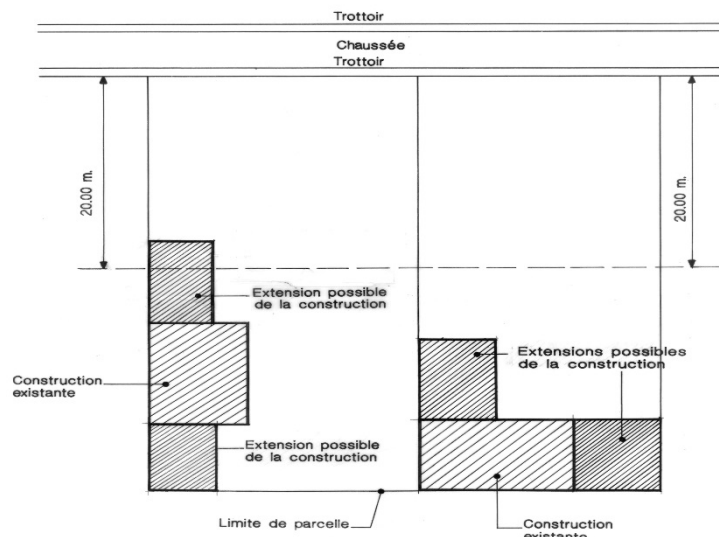 Trottoir
Chaussée
Trottoir
20.00 m.
20.00 m.
Extension possible
de la construction
Extensions possibles
de la construction
Construction
existante
Extension possible
de la construction
Limite de parcelle
Construction
existante